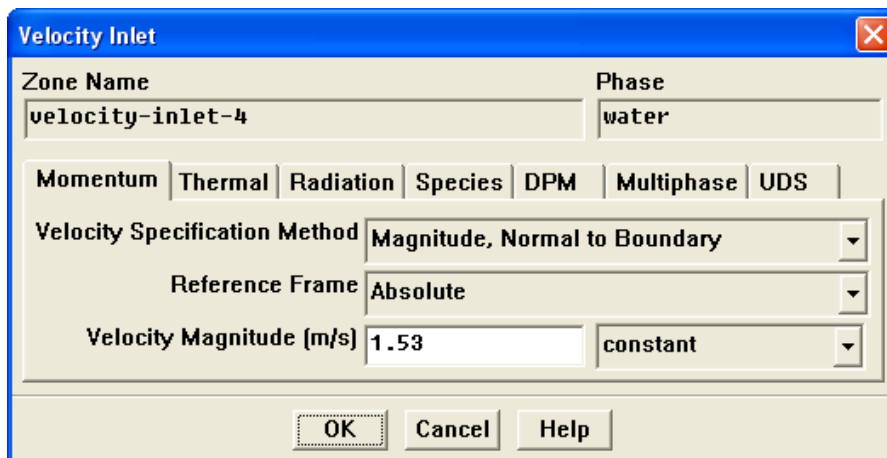 Velocity Inlet
Zone Name Phase
velocity-inlet-4 water
Momentum Thermal Radiation Species DPM Multiphase UDS
Velocity Specification Method Magnitude, Normal to Boundary
Reference Frame Absolute
Velocity Magnitude (m/s) 1.53 constant
OK Cancel Help